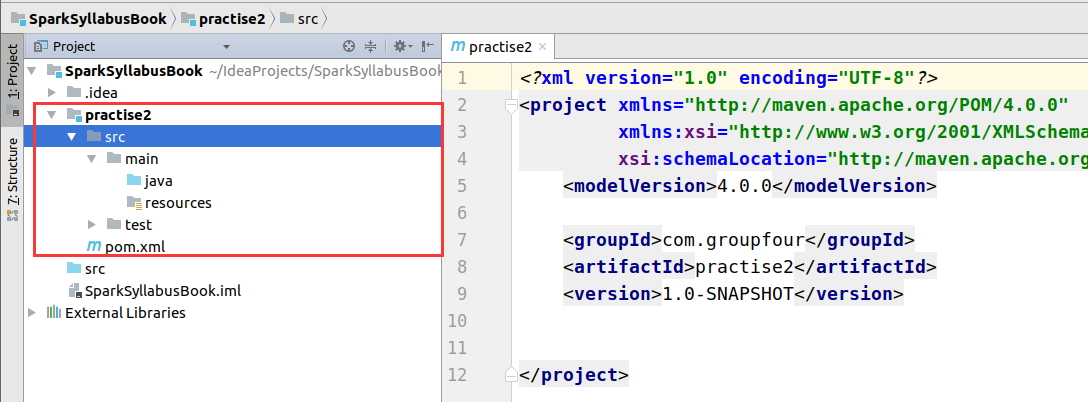 SparkSyllabusBook practise2 src
1: Project
7: Structure
Project
SparkSyllabusBook ~/IdeaProjects/SparkSyllabusBook
.idea
practise2
src
main
java
resources
test
pom.xml
src
SparkSyllabusBook.iml
External Libraries
m practise2
1 <?xml version="1.0" encoding="UTF-8"?>
2 <project xmlns="http://maven.apache.org/POM/4.0.0"
3 xmlns:xsi="http://www.w3.org/2001/XMLSchema
4 xsi:schemaLocation="http://maven.apache.org
5 <modelVersion>4.0.0</modelVersion>
6
7 <groupId>com.groupfour</groupId>
8 <artifactId>practise2</artifactId>
9 <version>1.0-SNAPSHOT</version>
10
11
12 </project>